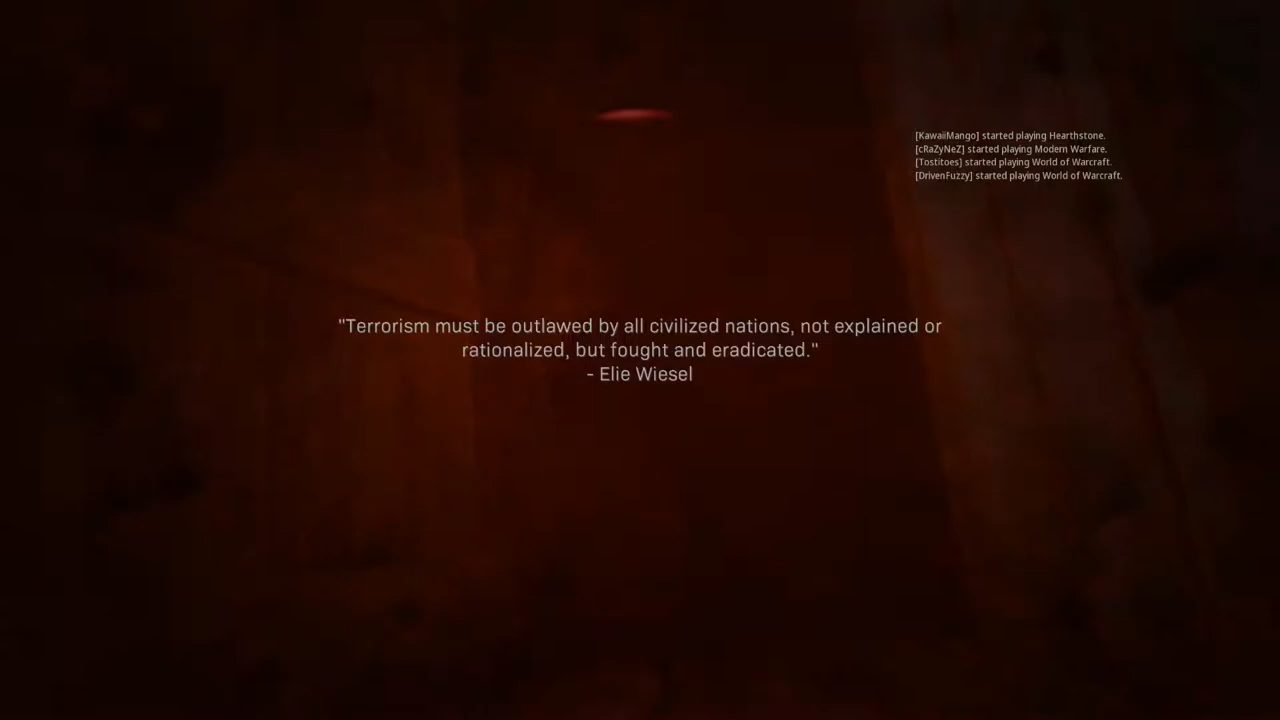 [KawaiiMango] started playing Hearthstone.
[cRaZyNeZ] started playing Modern Warfare.
[Tostitoes] started playing World of Warcraft.
[DrivenFuzzy] started playing World of Warcraft.
"Terrorism must be outlawed by all civilized nations, not explained or
rationalized, but fought and eradicated."
- Elie Wiesel